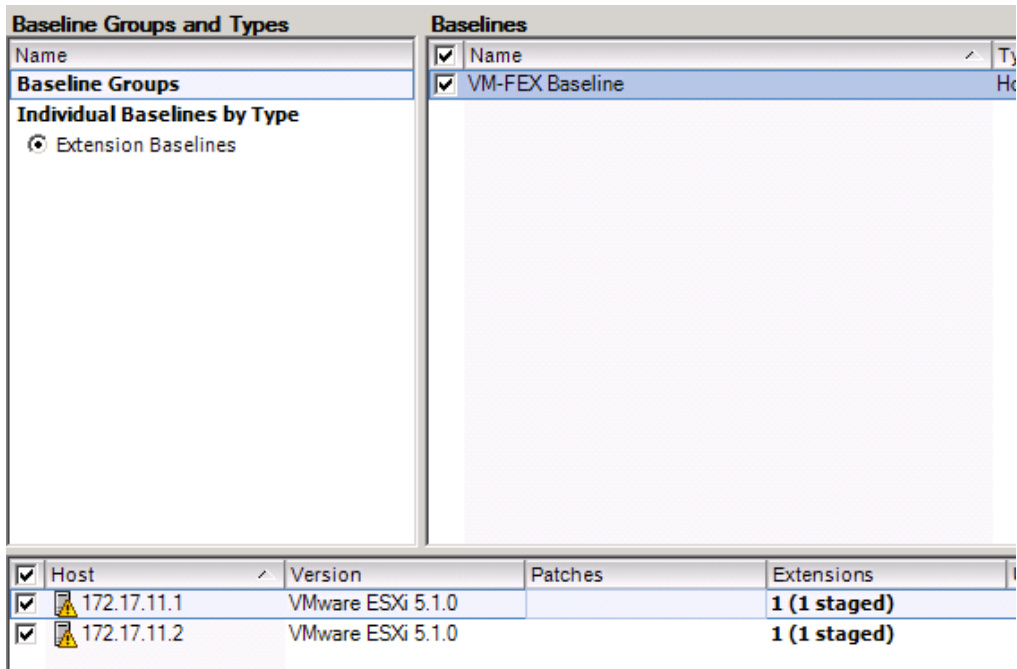 Baseline Groups and Types
Name
Baseline Groups
Individual Baselines by Type
Extension Baselines
Baselines
Name Ty
VM-FEX Baseline Ho
Host Version Patches Extensions
172.17.11.1 VMware ESXi 5.1.0 1 (1 staged)
172.17.11.2 VMware ESXi 5.1.0 1 (1 staged)